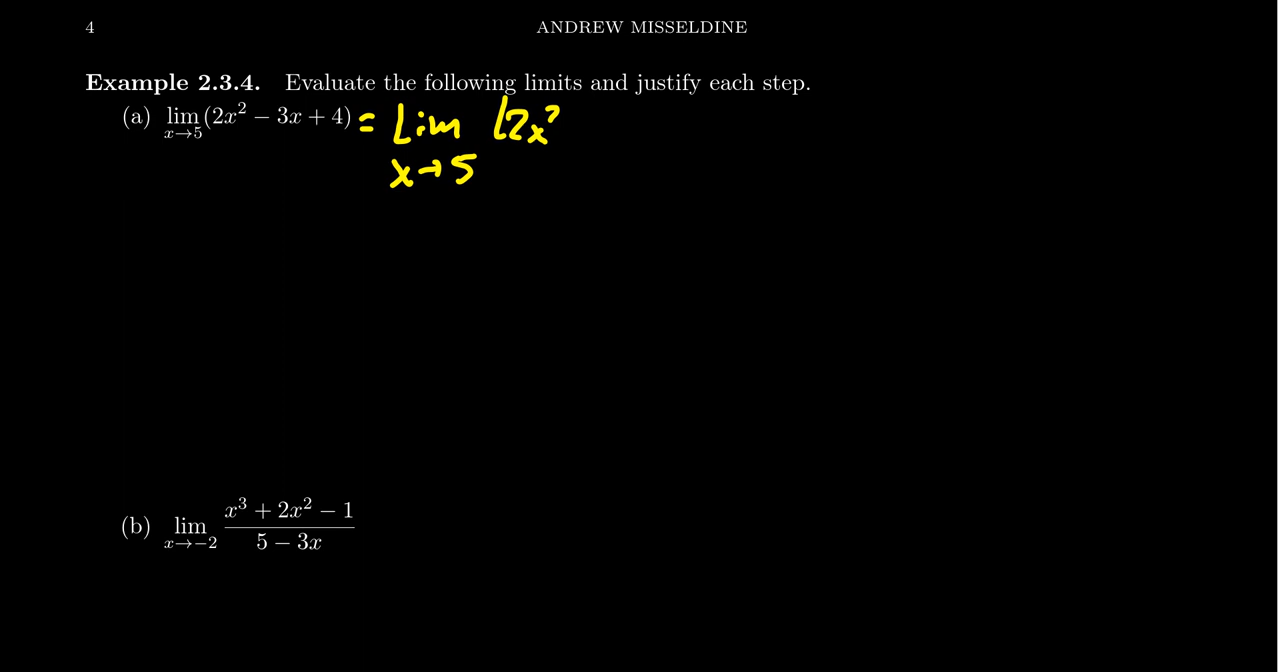 4 ANDREW MISSELDINE
Example 2.3.4. Evaluate the following limits and justify each step.
(a) lim x→5 (2x² − 3x + 4) = Lim x→5 (2x²
(b) lim x→−2 (x³ + 2x² − 1)/(5 − 3x)